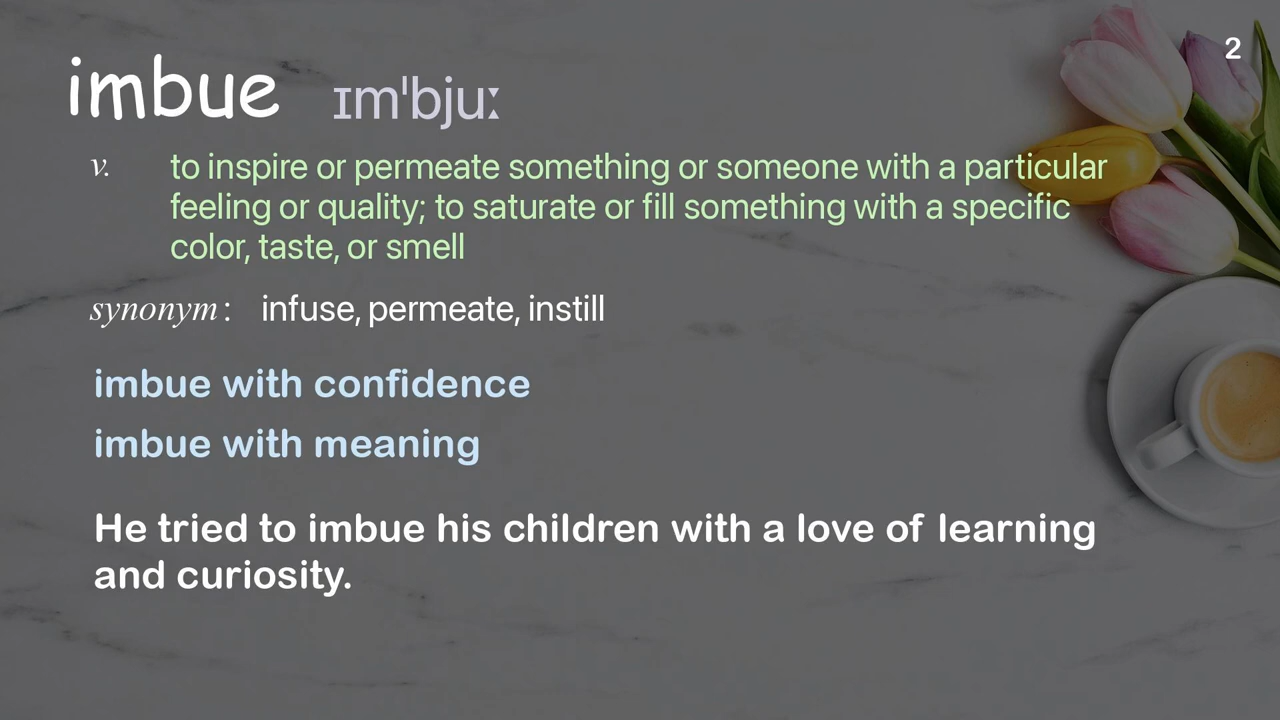 2
imbue ɪmˈbjuː
v. to inspire or permeate something or someone with a particular
feeling or quality; to saturate or fill something with a specific
color, taste, or smell
synonym: infuse, permeate, instill
imbue with confidence
imbue with meaning
He tried to imbue his children with a love of learning
and curiosity.